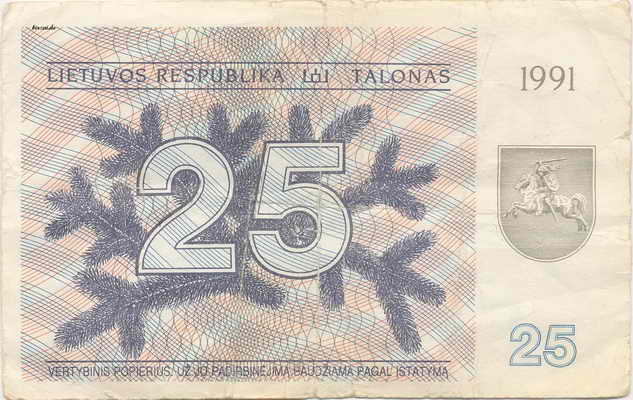 LIETUVOS RESPUBLIKA TALONAS
1991
25
25
VERTYBINIS POPIERIUS. UŽ JO PADIRBINĖJIMĄ BAUDŽIAMA PAGAL ĮSTATYMĄ